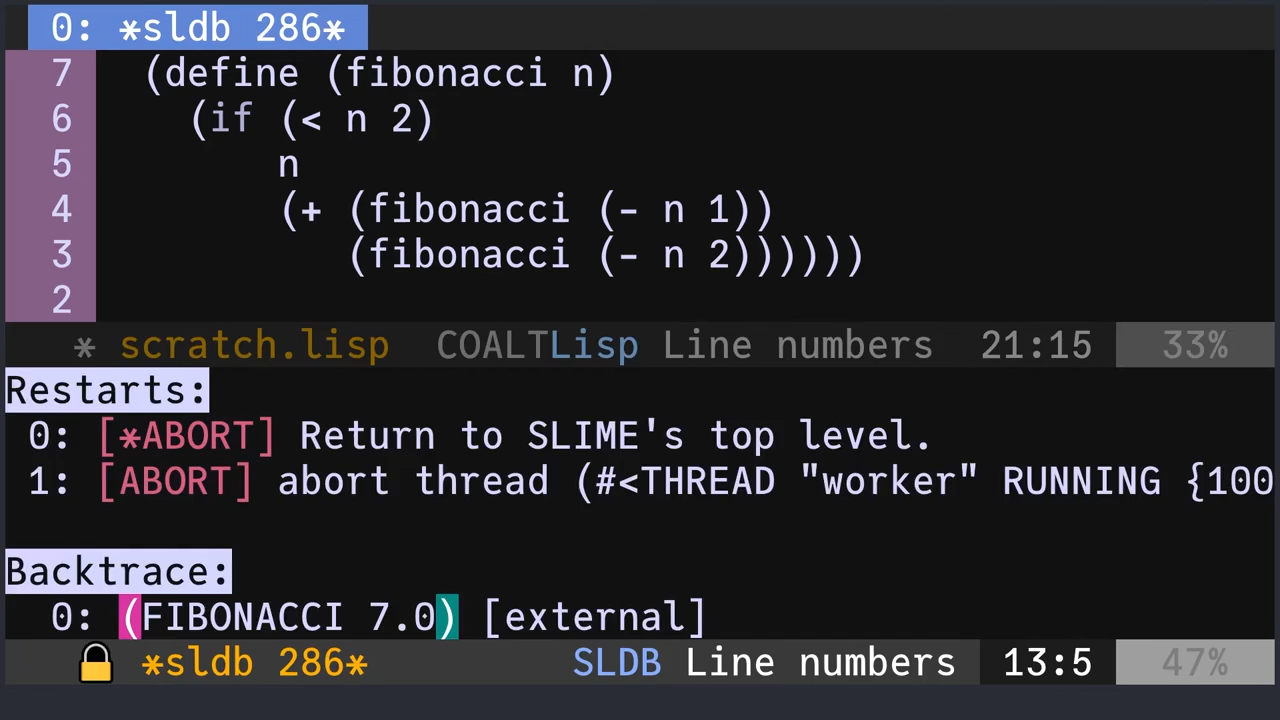 0: *sldb 286*
7 (define (fibonacci n)
6 (if (< n 2)
5 n
4 (+ (fibonacci (- n 1))
3 (fibonacci (- n 2))))))
2
* scratch.lisp COALTLisp Line numbers 21:15 33%
Restarts:
0: [*ABORT] Return to SLIME's top level.
1: [ABORT] abort thread (#<THREAD "worker" RUNNING {100
Backtrace:
0: (FIBONACCI 7.0) [external]
*sldb 286* SLDB Line numbers 13:5 47%